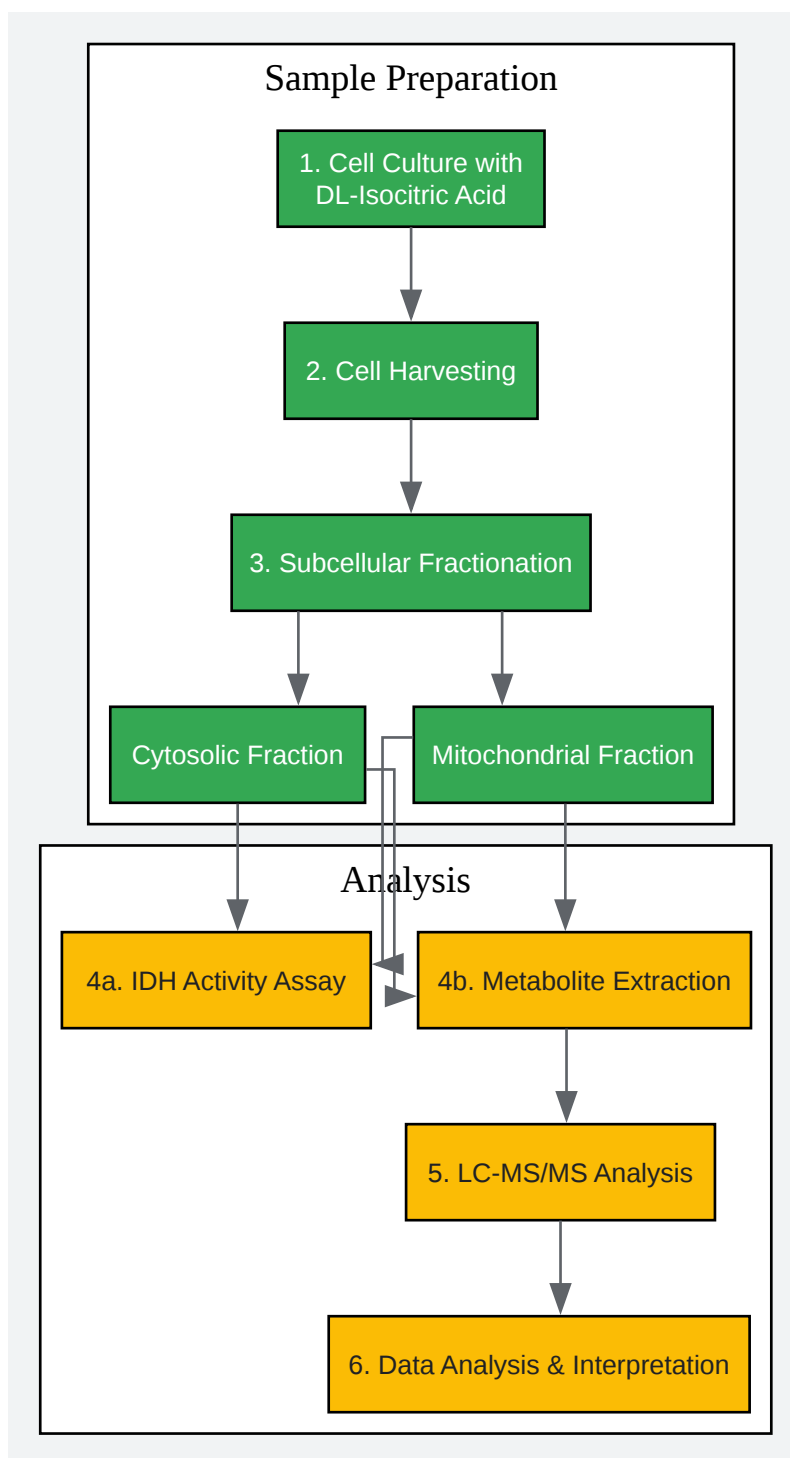 Sample Preparation
1. Cell Culture with
DL-Isocitric Acid
2. Cell Harvesting
3. Subcellular Fractionation
Cytosolic Fraction
Mitochondrial Fraction
Analysis
4a. IDH Activity Assay
4b. Metabolite Extraction
5. LC-MS/MS Analysis
6. Data Analysis & Interpretation